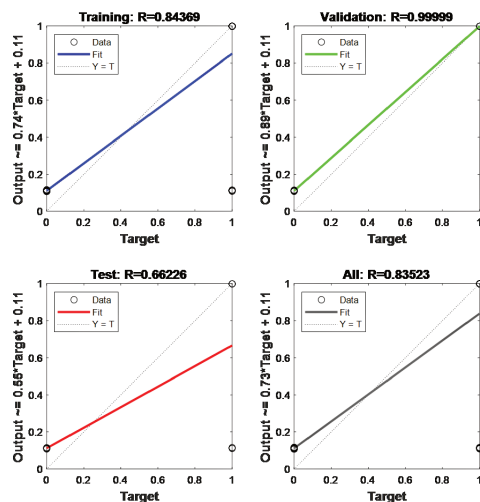 Training: R=0.84369
Output ~= 0.74*Target + 0.11
Data
Fit
Y = T
1
0.8
0.6
0.4
0.2
0
0 0.2 0.4 0.6 0.8 1
Target
Validation: R=0.99999
Output ~= 0.89*Target + 0.11
Data
Fit
Y = T
1
0.8
0.6
0.4
0.2
0
0 0.2 0.4 0.6 0.8 1
Target
Test: R=0.66226
Output ~= 0.55*Target + 0.11
Data
Fit
Y = T
1
0.8
0.6
0.4
0.2
0
0 0.2 0.4 0.6 0.8 1
Target
All: R=0.83523
Output ~= 0.73*Target + 0.11
Data
Fit
Y = T
1
0.8
0.6
0.4
0.2
0
0 0.2 0.4 0.6 0.8 1
Target